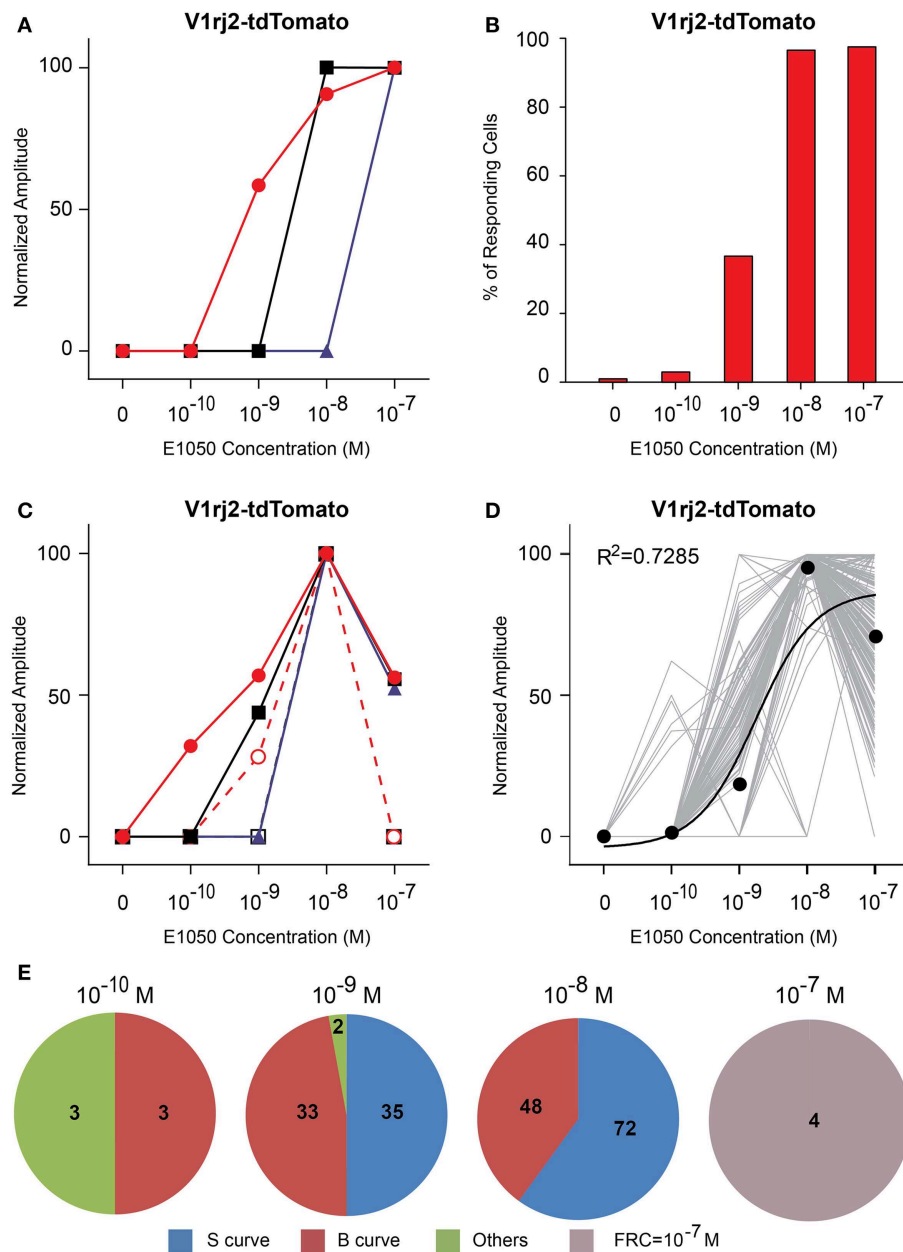 A
V1rj2-tdTomato
100
50
0
Normalized Amplitude
0 10⁻¹⁰ 10⁻⁹ 10⁻⁸ 10⁻⁷
E1050 Concentration (M)
B
V1rj2-tdTomato
100
80
60
40
20
0
% of Responding Cells
0 10⁻¹⁰ 10⁻⁹ 10⁻⁸ 10⁻⁷
E1050 Concentration (M)
C
V1rj2-tdTomato
100
50
0
Normalized Amplitude
0 10⁻¹⁰ 10⁻⁹ 10⁻⁸ 10⁻⁷
E1050 Concentration (M)
D
V1rj2-tdTomato
R²=0.7285
100
50
0
Normalized Amplitude
0 10⁻¹⁰ 10⁻⁹ 10⁻⁸ 10⁻⁷
E1050 Concentration (M)
E
10⁻¹⁰ M
3 3
10⁻⁹ M
2
33 35
10⁻⁸ M
48 72
10⁻⁷ M
4
S curve B curve Others FRC=10⁻⁷ M